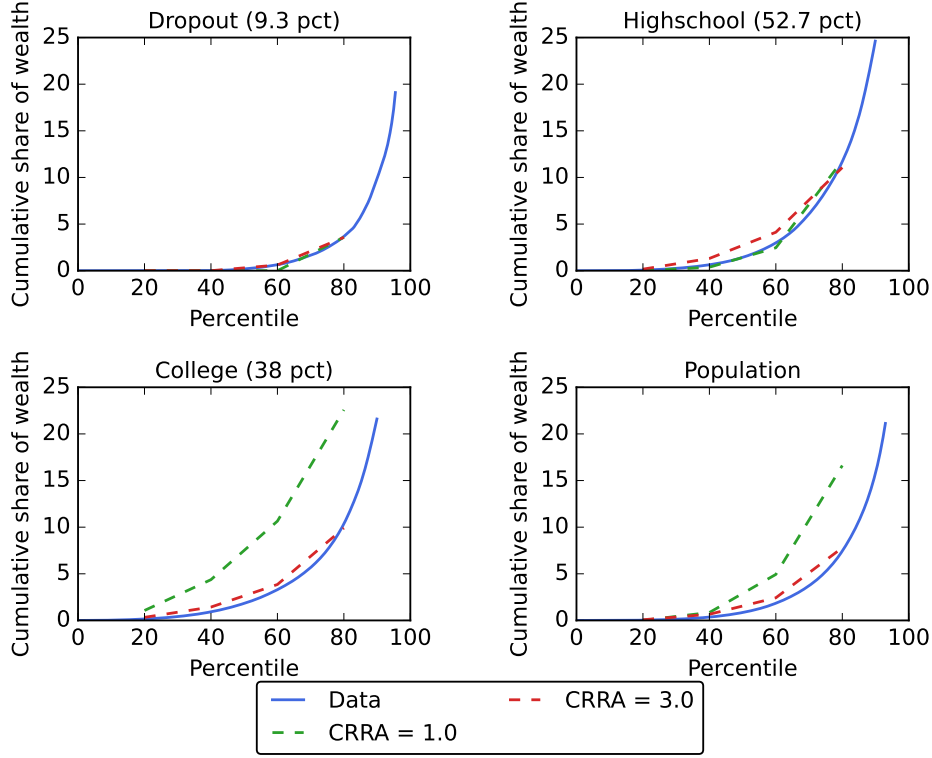 Dropout (9.3 pct)
Cumulative share of wealth
25
20
15
10
5
0
0 20 40 60 80 100
Percentile
Highschool (52.7 pct)
Cumulative share of wealth
25
20
15
10
5
0
0 20 40 60 80 100
Percentile
College (38 pct)
Cumulative share of wealth
25
20
15
10
5
0
0 20 40 60 80 100
Percentile
Population
Cumulative share of wealth
25
20
15
10
5
0
0 20 40 60 80 100
Percentile
Data
CRRA = 1.0
CRRA = 3.0